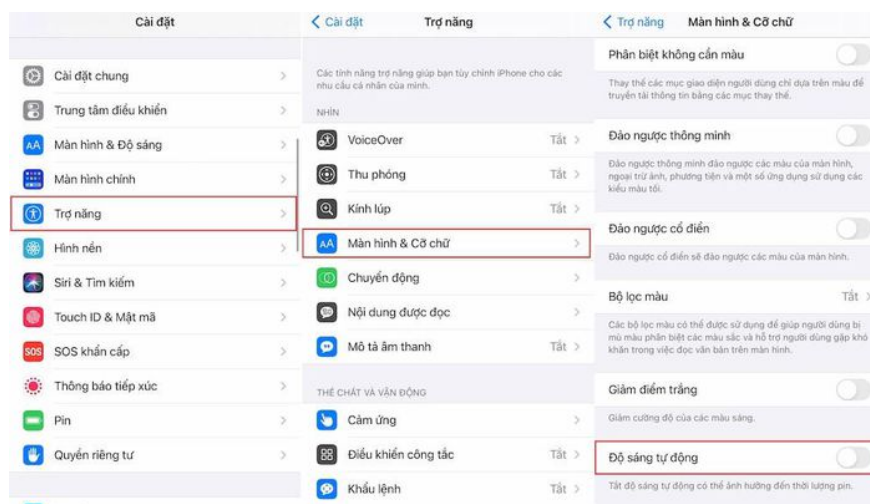 Cài đặt
Cài đặt chung
Trung tâm điều khiển
AA Màn hình & Độ sáng
Màn hình chính
Trợ năng
Hình nền
Siri & Tìm kiếm
Touch ID & Mật mã
SOS SOS khẩn cấp
Thông báo tiếp xúc
Pin
Quyền riêng tư
Cài đặt Trợ năng
Các tính năng trợ năng giúp bạn tùy chỉnh iPhone cho các
nhu cầu cá nhân của mình.
NHÌN
VoiceOver Tắt
Thu phóng Tắt
Kính lúp Tắt
AA Màn hình & Cỡ chữ
Chuyển động
Nội dung được đọc
Mô tả âm thanh Tắt
THỂ CHẤT VÀ VẬN ĐỘNG
Cảm ứng
Điều khiển công tắc Tắt
Khẩu lệnh Tắt
Trợ năng Màn hình & Cỡ chữ
Phân biệt không cần màu
Thay thế các mục giao diện người dùng chỉ dựa trên màu để
truyền tải thông tin bằng các mục thay thế.
Đảo ngược thông minh
Đảo ngược thông minh đảo ngược các màu của màn hình,
ngoại trừ ảnh, phương tiện và một số ứng dụng sử dụng các
kiểu màu tối.
Đảo ngược cổ điển
Đảo ngược cổ điển sẽ đảo ngược các màu của màn hình.
Bộ lọc màu Tắt
Các bộ lọc màu có thể được sử dụng để giúp người dùng bị
mù màu phân biệt các màu sắc và hỗ trợ người dùng gặp khó
khăn trong việc đọc văn bản trên màn hình.
Giảm điểm trắng
Giảm cường độ của các màu sáng.
Độ sáng tự động
Tắt độ sáng tự động có thể ảnh hưởng đến thời lượng pin.